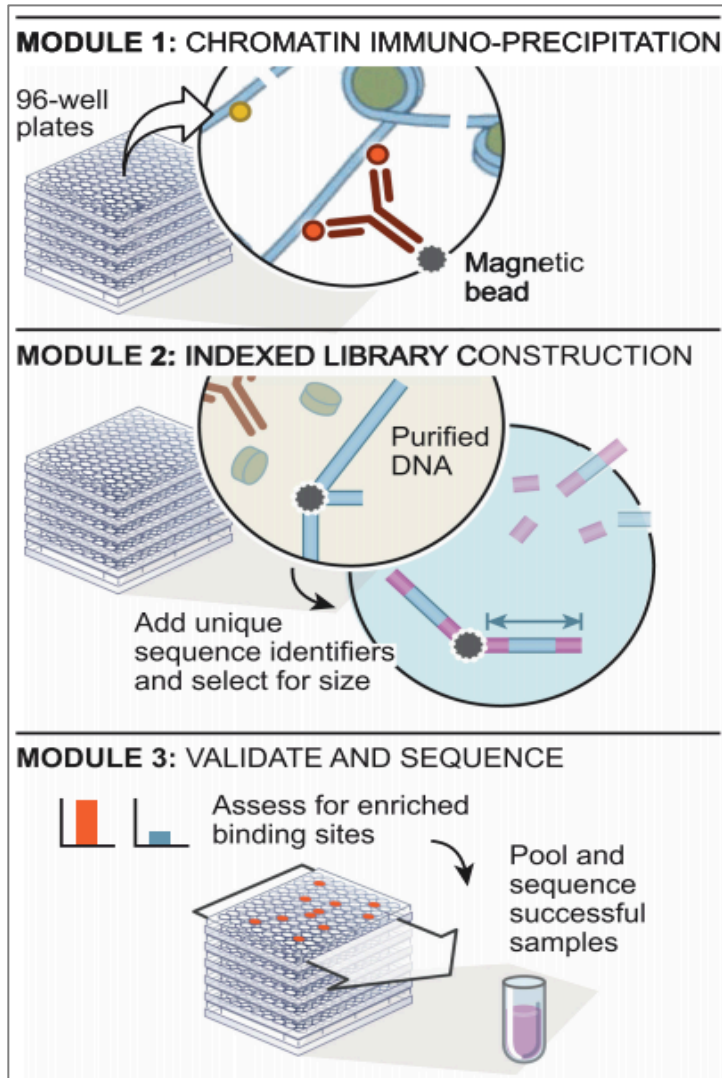 MODULE 1: CHROMATIN IMMUNO-PRECIPITATION
96-well
plates
Magnetic
bead
MODULE 2: INDEXED LIBRARY CONSTRUCTION
Purified
DNA
Add unique
sequence identifiers
and select for size
MODULE 3: VALIDATE AND SEQUENCE
Assess for enriched
binding sites
Pool and
sequence
successful
samples